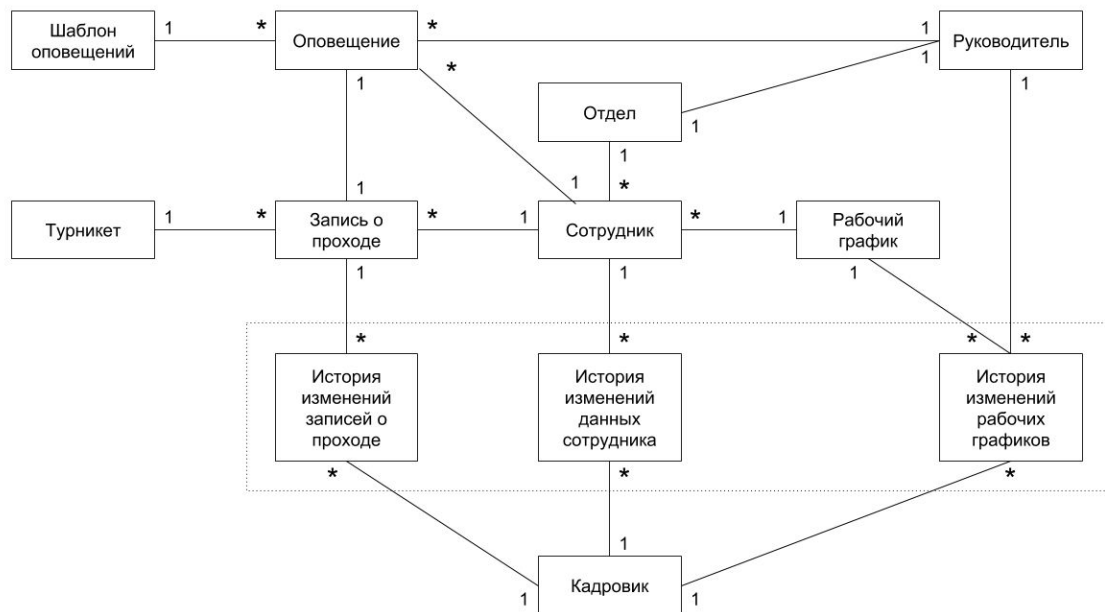 Шаблон
оповещений
1
*
Оповещение
*
1
Руководитель
*
1
1
1
Отдел
1
1
1
*
1
Турникет
1
*
Запись о
проходе
*
1
Сотрудник
*
1
Рабочий
график
1
1
1
*
*
*
*
История
изменений
записей о
проходе
История
изменений
данных
сотрудника
История
изменений
рабочих
графиков
*
*
*
1
Кадровик
1
1